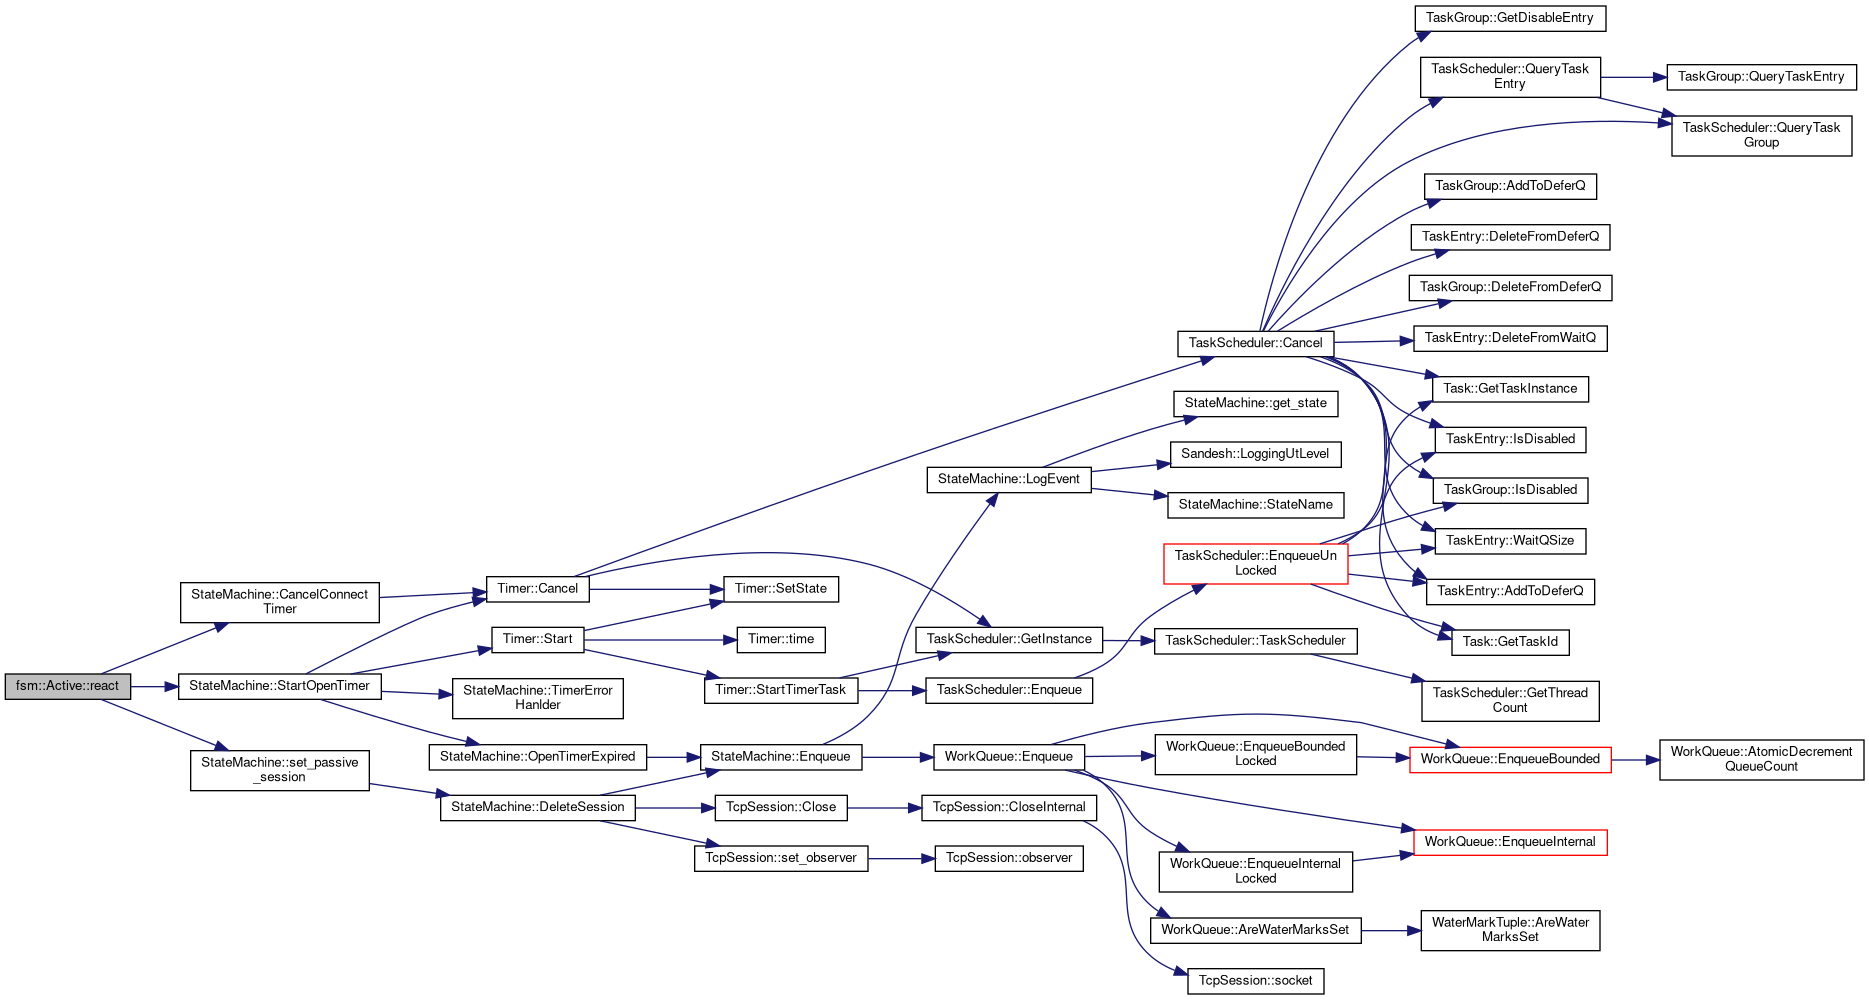 fsm::Active::react
StateMachine::CancelConnect
Timer
StateMachine::StartOpenTimer
StateMachine::set_passive
_session
Timer::Cancel
Timer::Start
StateMachine::TimerError
Hanlder
StateMachine::OpenTimerExpired
StateMachine::DeleteSession
Timer::SetState
Timer::time
Timer::StartTimerTask
StateMachine::Enqueue
TcpSession::Close
TcpSession::set_observer
StateMachine::LogEvent
TaskScheduler::GetInstance
TaskScheduler::Enqueue
WorkQueue::Enqueue
TcpSession::CloseInternal
TcpSession::observer
TaskScheduler::Cancel
StateMachine::get_state
Sandesh::LoggingUtLevel
StateMachine::StateName
TaskScheduler::EnqueueUn
Locked
TaskScheduler::TaskScheduler
WorkQueue::EnqueueBounded
Locked
WorkQueue::EnqueueInternal
Locked
WorkQueue::AreWaterMarksSet
TcpSession::socket
TaskGroup::GetDisableEntry
TaskScheduler::QueryTask
Entry
TaskGroup::AddToDeferQ
TaskEntry::DeleteFromDeferQ
TaskGroup::DeleteFromDeferQ
TaskEntry::DeleteFromWaitQ
Task::GetTaskInstance
TaskEntry::IsDisabled
TaskGroup::IsDisabled
TaskEntry::WaitQSize
TaskEntry::AddToDeferQ
Task::GetTaskId
TaskScheduler::GetThread
Count
WorkQueue::EnqueueBounded
WorkQueue::EnqueueInternal
WaterMarkTuple::AreWater
MarksSet
TaskGroup::QueryTaskEntry
TaskScheduler::QueryTask
Group
WorkQueue::AtomicDecrement
QueueCount